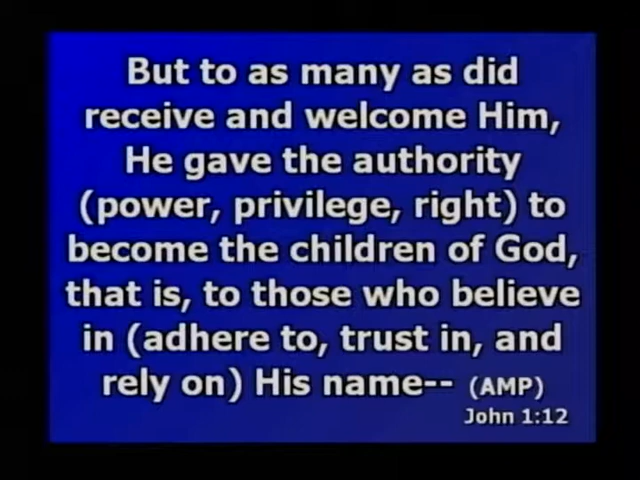 But to as many as did
receive and welcome Him,
He gave the authority
(power, privilege, right) to
become the children of God,
that is, to those who believe
in (adhere to, trust in, and
rely on) His name-- (AMP)
John 1:12